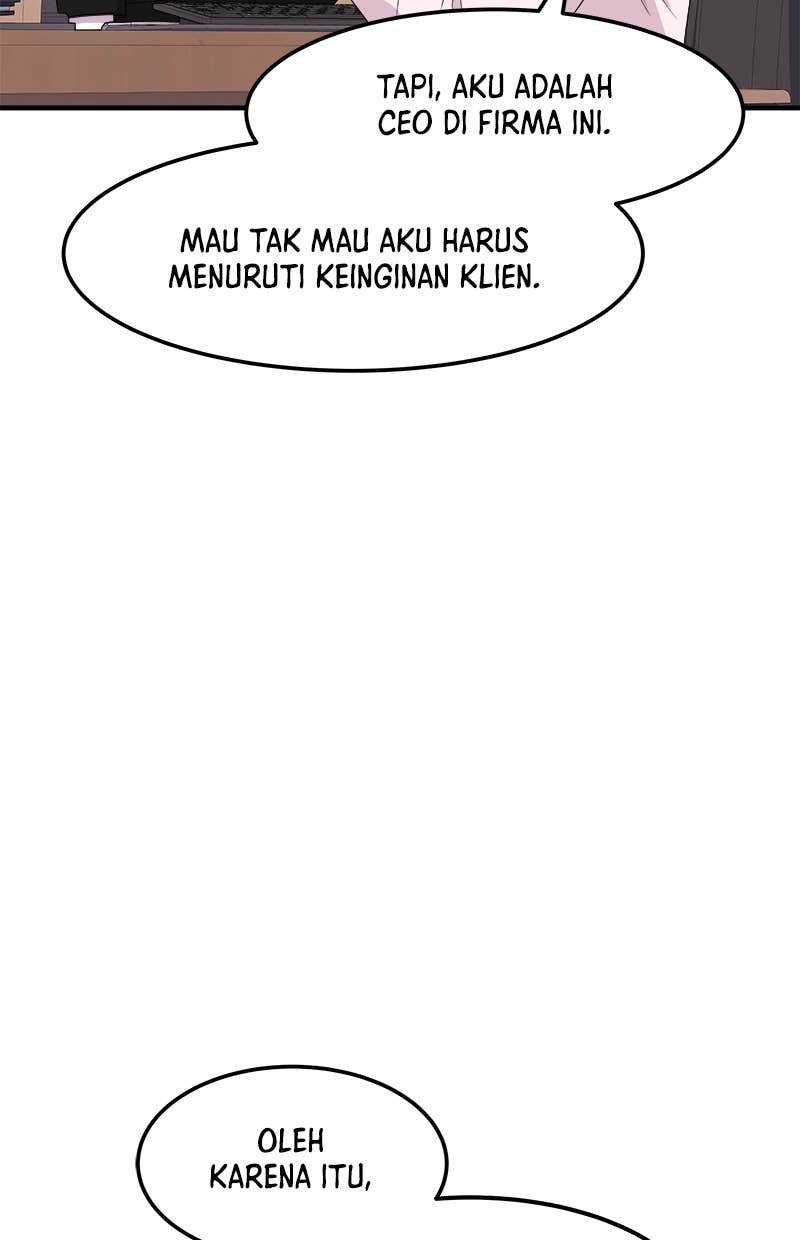 TAPI, AKU ADALAH
CEO DI FIRMA INI.
MAU TAK MAU AKU HARUS
MENURUTI KEINGINAN KLIEN.
OLEH
KARENA ITU,